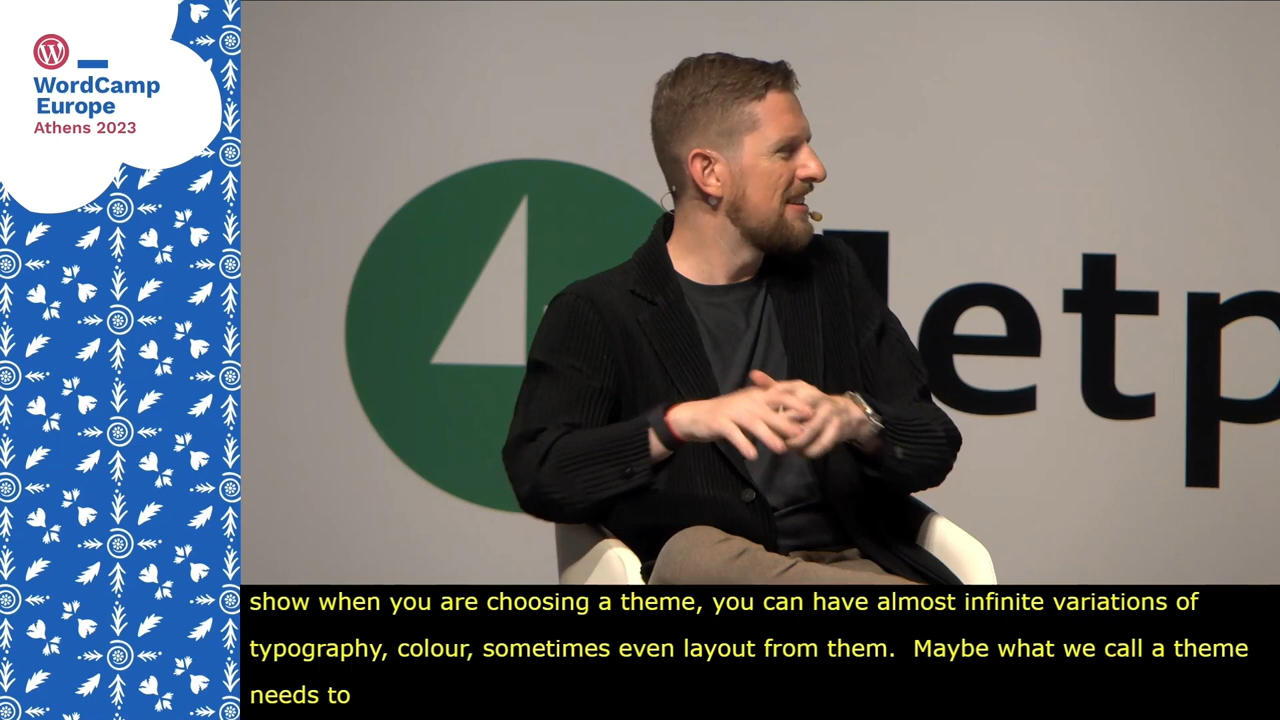 WordCamp
Europe
Athens 2023
etp
show when you are choosing a theme, you can have almost infinite variations of
typography, colour, sometimes even layout from them.  Maybe what we call a theme
needs to